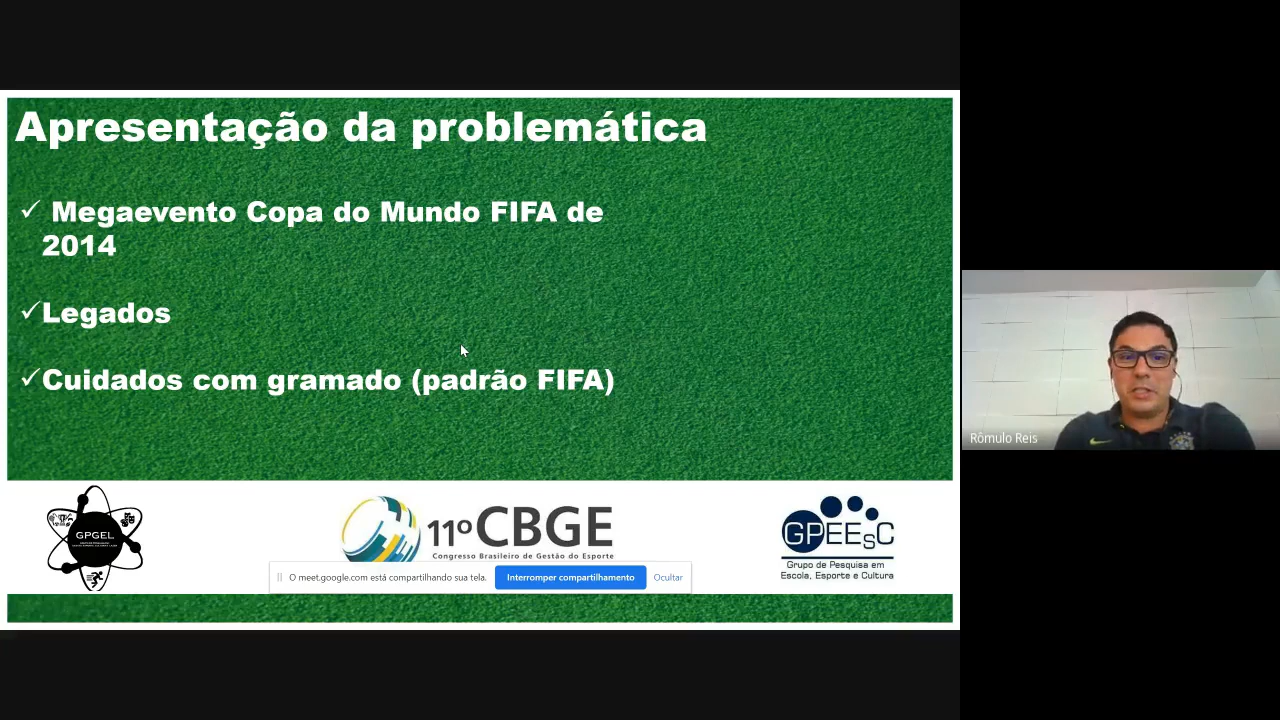 Apresentação da problemática
✓ Megaevento Copa do Mundo FIFA de
2014
✓Legados
✓Cuidados com gramado (padrão FIFA)
Rômulo Reis
GPGEL
11º CBGE
Congresso Brasileiro de Gestão do Esporte
GPEEsC
Grupo de Pesquisa em
Escola, Esporte e Cultura
O meet.google.com está compartilhando sua tela.
Interromper compartilhamento
Ocultar